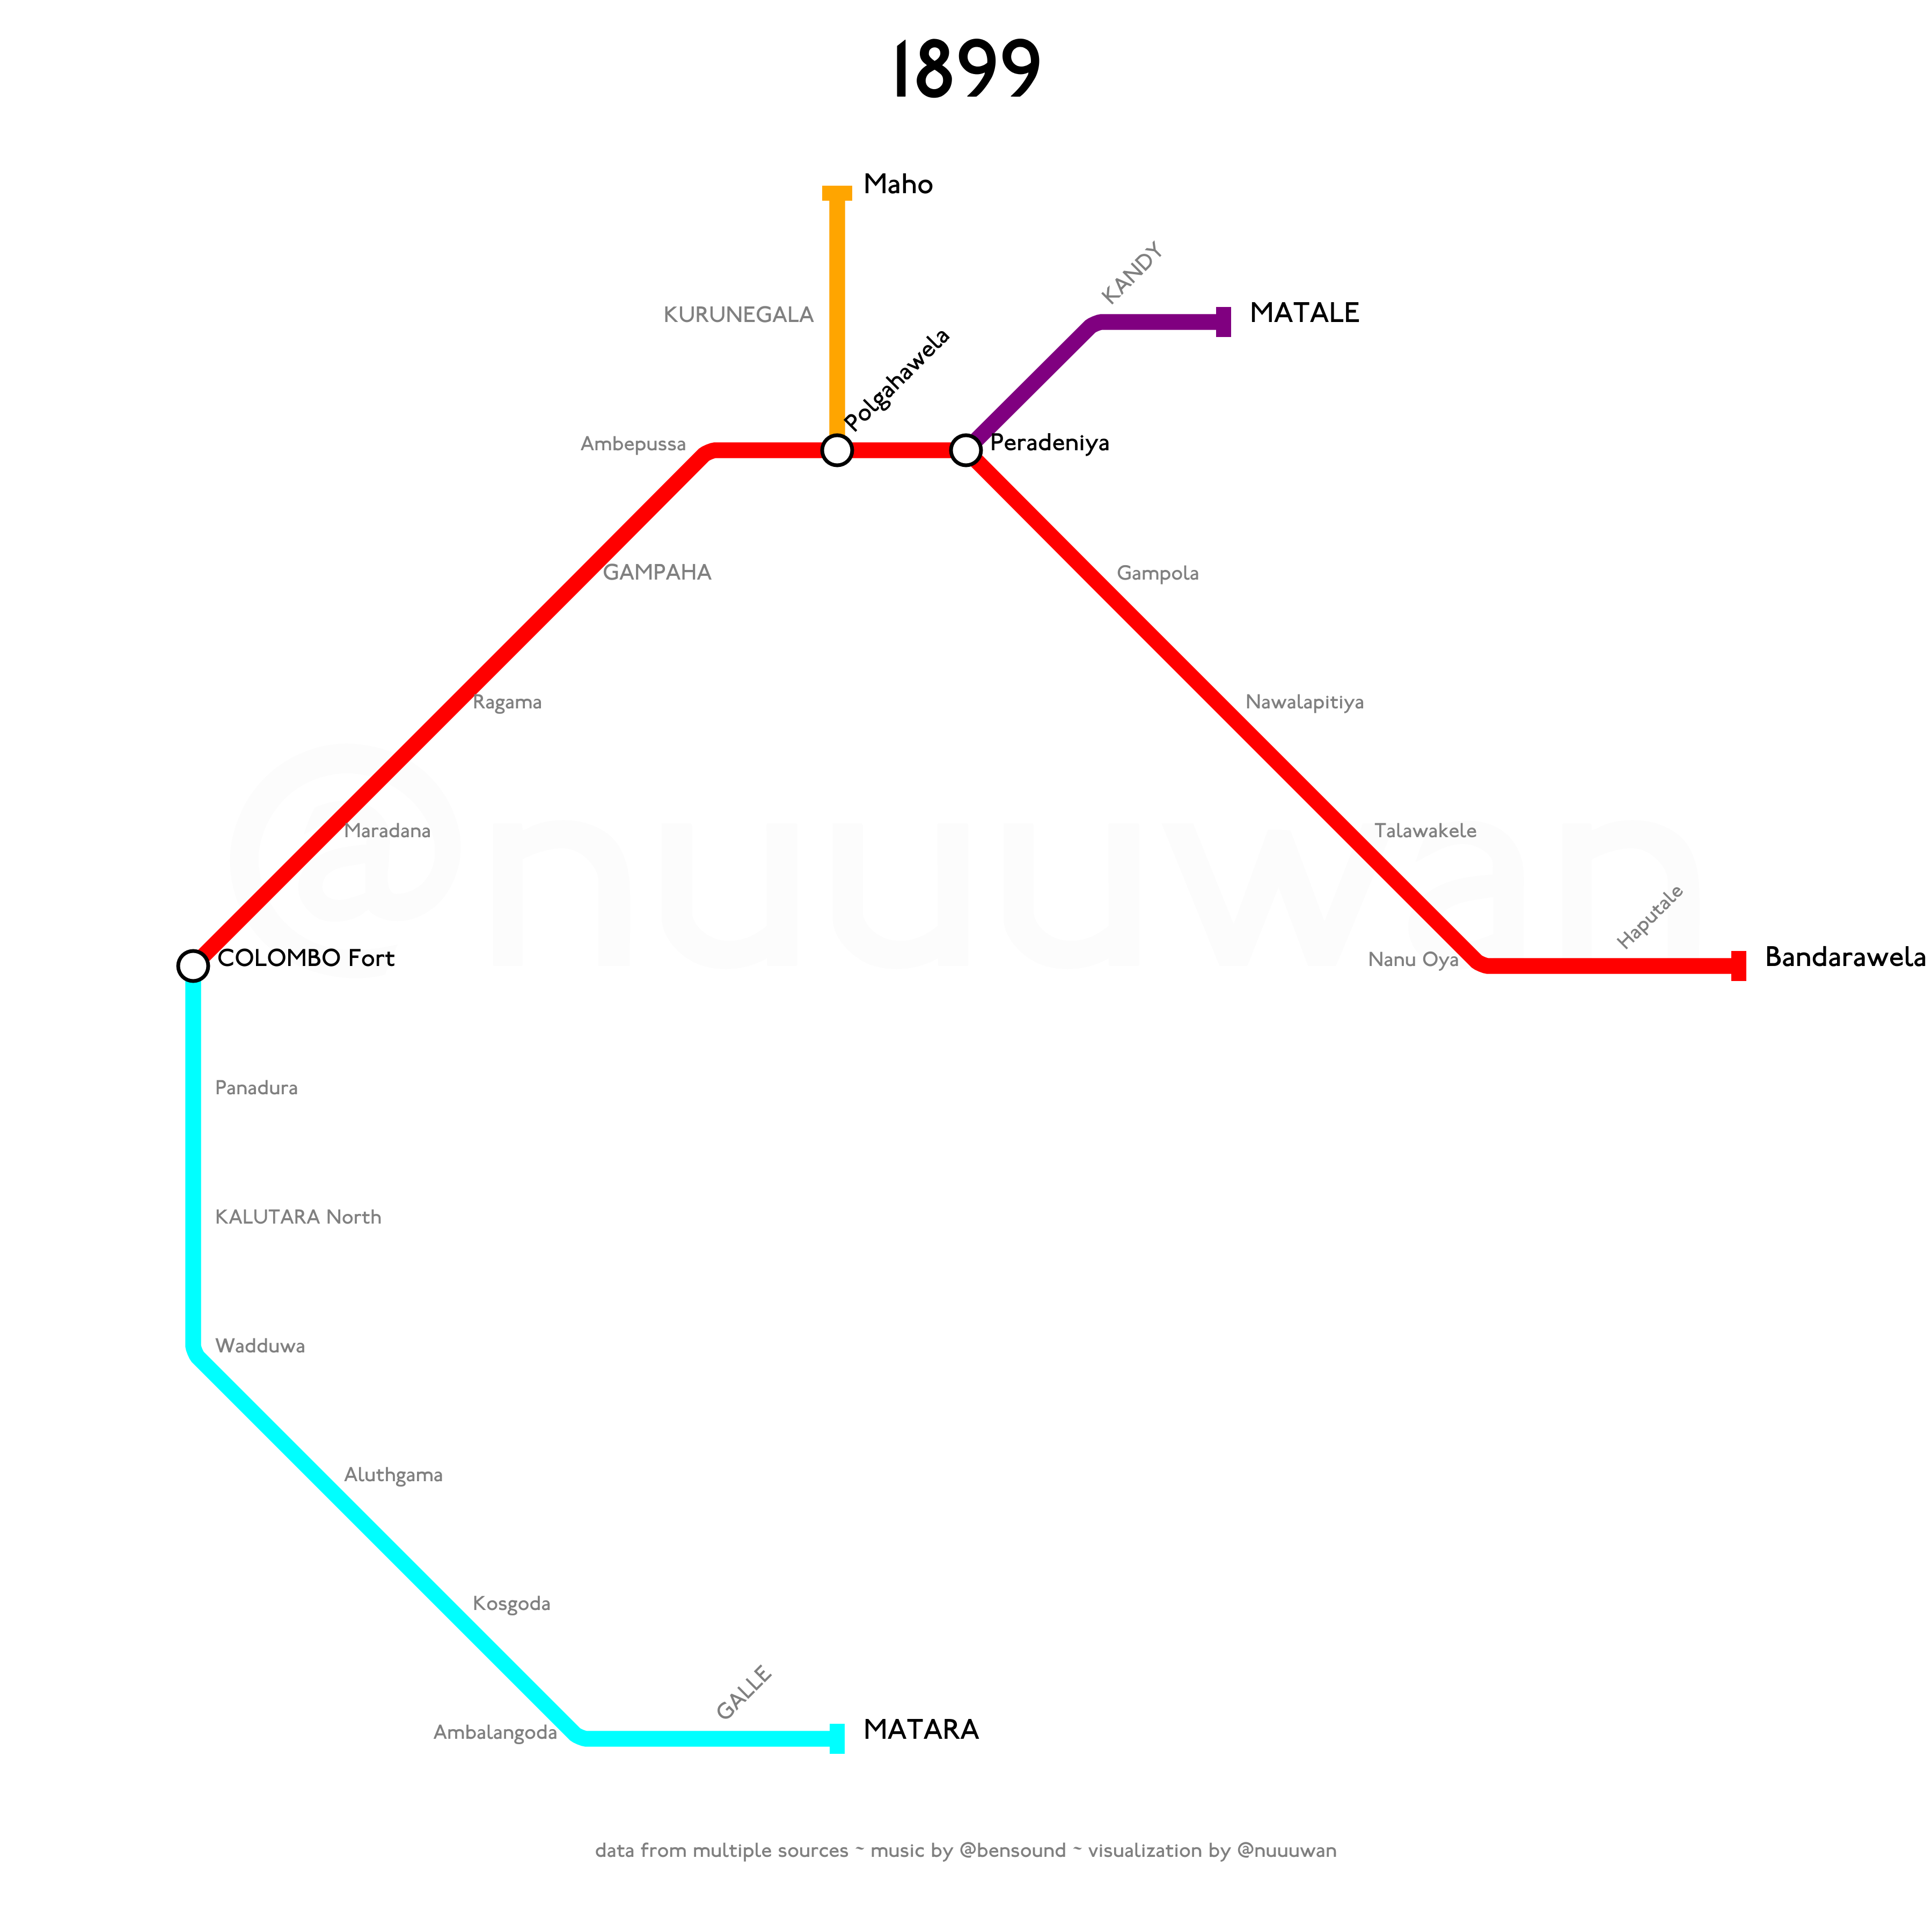 1899
Maho
KANDY
KURUNEGALA
MATALE
Polgahawela
Ambepussa
Peradeniya
GAMPAHA
Gampola
Ragama
Nawalapitiya
Maradana
Talawakele
@nuuuwan
Haputale
COLOMBO Fort
Nanu Oya
Bandarawela
Panadura
KALUTARA North
Wadduwa
Aluthgama
Kosgoda
GALLE
Ambalangoda
MATARA
data from multiple sources ~ music by @bensound ~ visualization by @nuuuwan